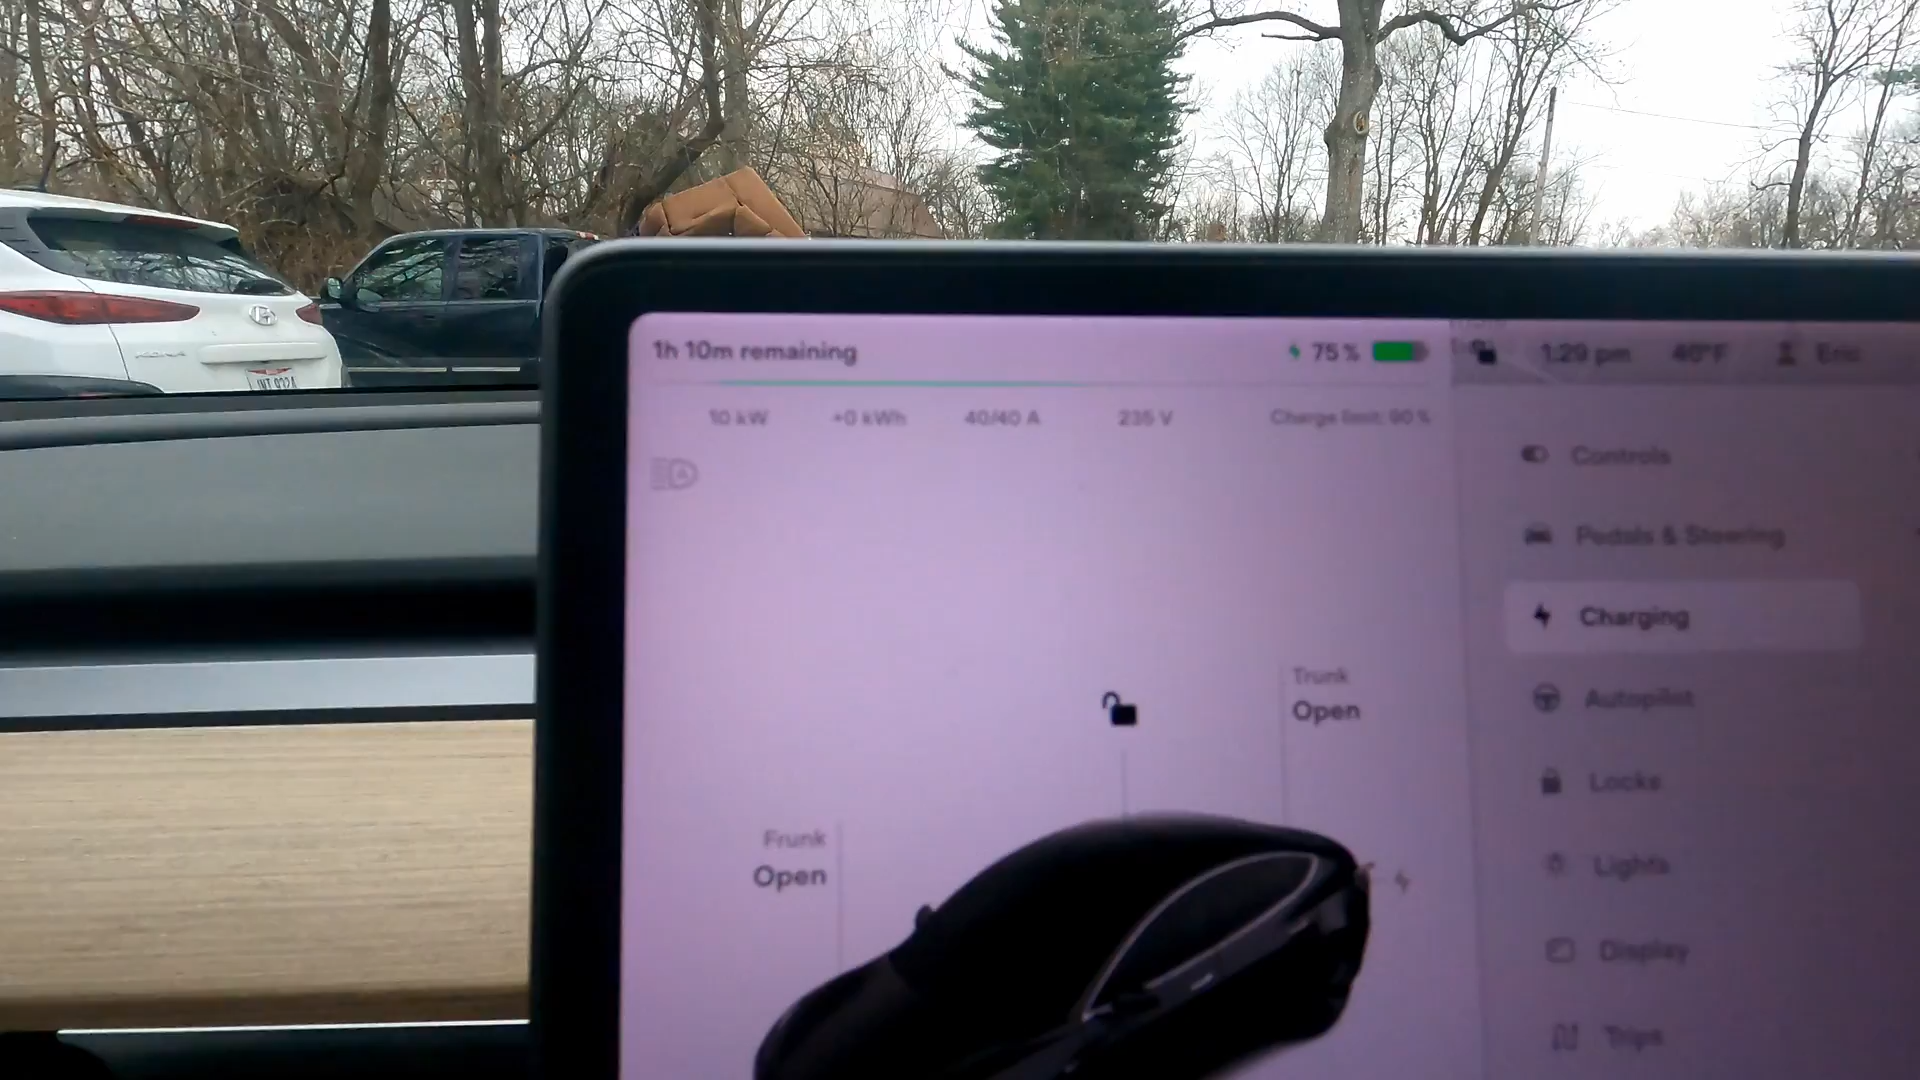 KONA
1h 10m remaining
75%
1:29 pm
40°F
Eric
10 kW
+0 kWh
40/40 A
235 V
Charge limit: 90 %
Controls
Pedals & Steering
Charging
Autopilot
Locks
Lights
Display
Trips
Trunk
Open
Frunk
Open